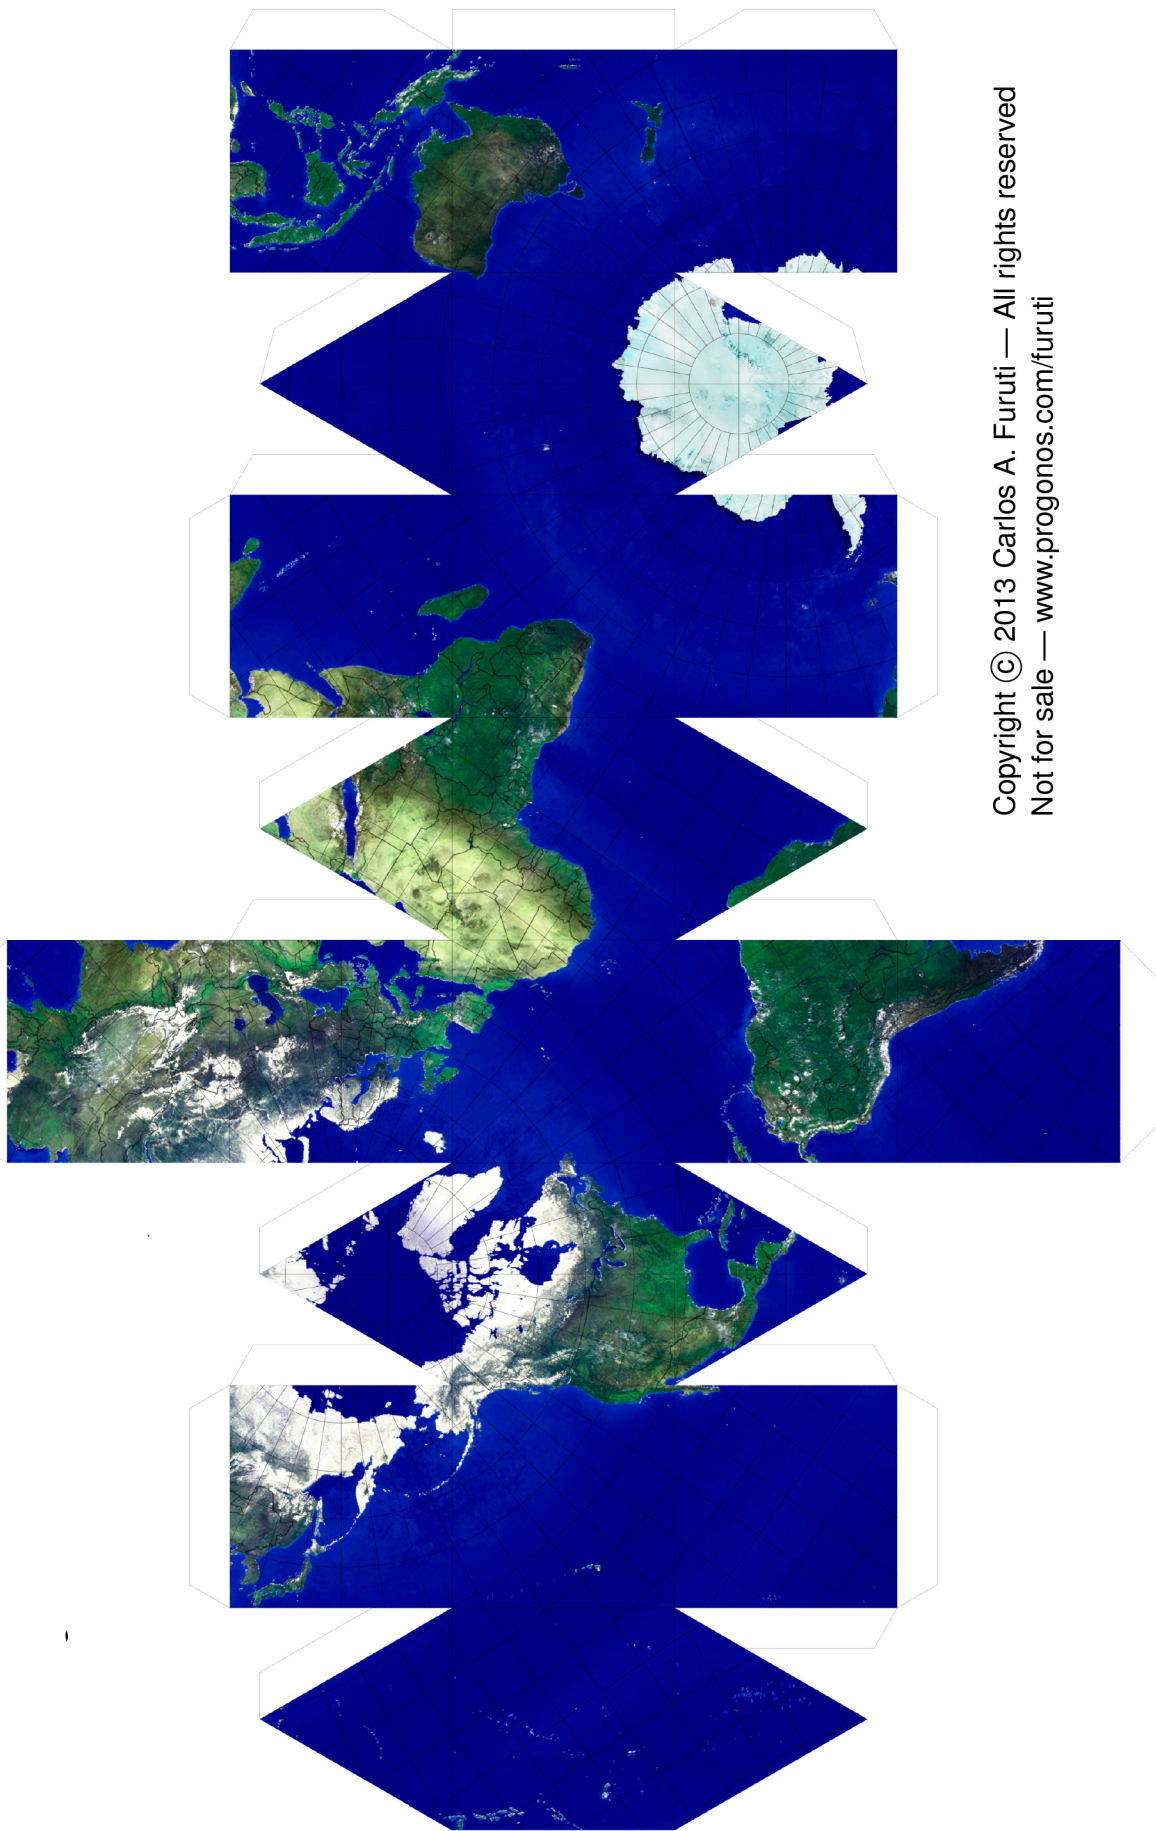 Copyright © 2013 Carlos A. Furuti — All rights reserved
Not for sale — www.progonos.com/furuti